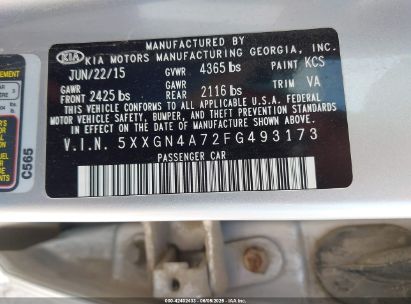 MANUFACTURED BY
KIA KIA MOTORS MANUFACTURING GEORGIA, INC.
JUN/22/15 GVWR 4365 lbs PAINT KCS
GAWR FRONT 2425 lbs GAWR REAR 2116 lbs TRIM VA
THIS VEHICLE CONFORMS TO ALL APPLICABLE U.S. FEDERAL
MOTOR VEHICLE SAFETY, BUMPER, AND THEFT PREVENTION STANDARDS
IN EFFECT ON THE DATE OF MANUFACTURE SHOWN ABOVE.
V.I.N. 5XXGN4A72FG493173
PASSENGER CAR
C565